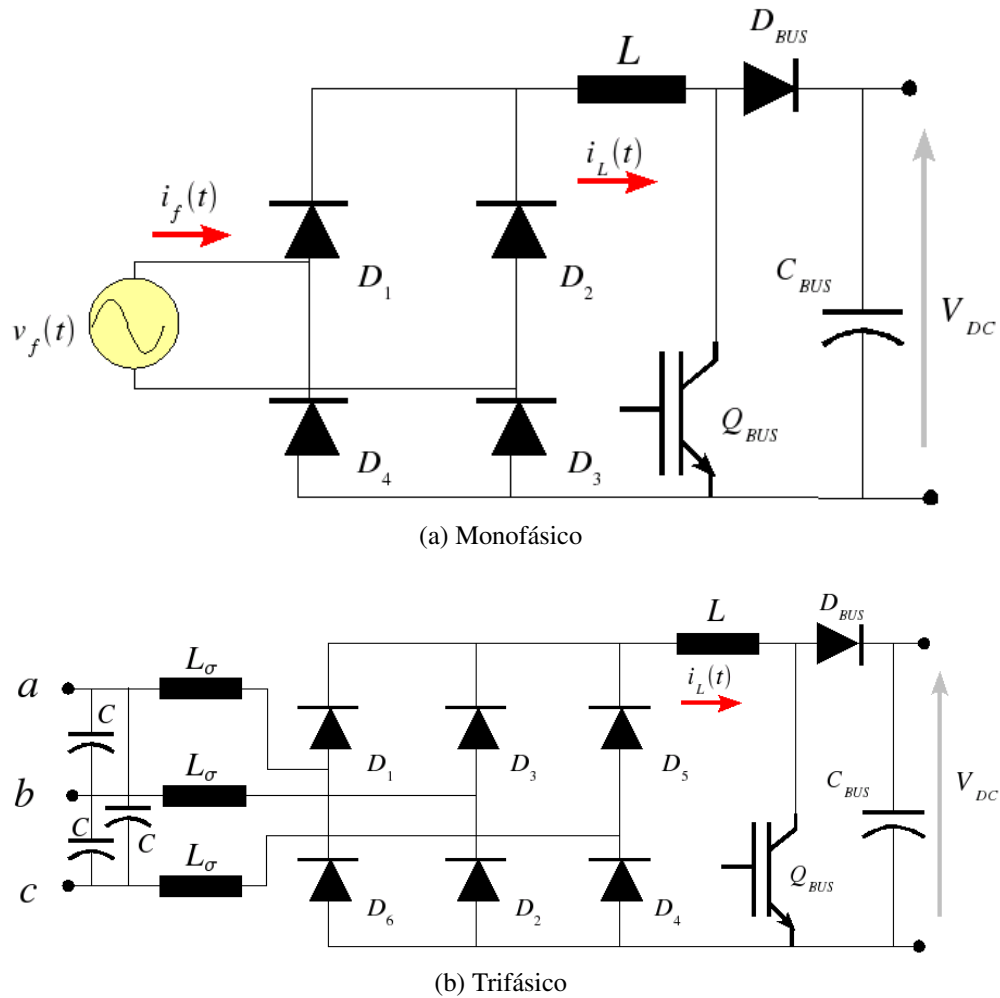 D_BUS
L
i_L(t)
i_f(t)
D_1
D_2
C_BUS
V_DC
v_f(t)
Q_BUS
D_4
D_3
(a) Monofásico
D_BUS
L
L_σ
a
i_L(t)
C
D_1
D_3
D_5
C_BUS
V_DC
L_σ
b
C
C
L_σ
c
Q_BUS
D_6
D_2
D_4
(b) Trifásico